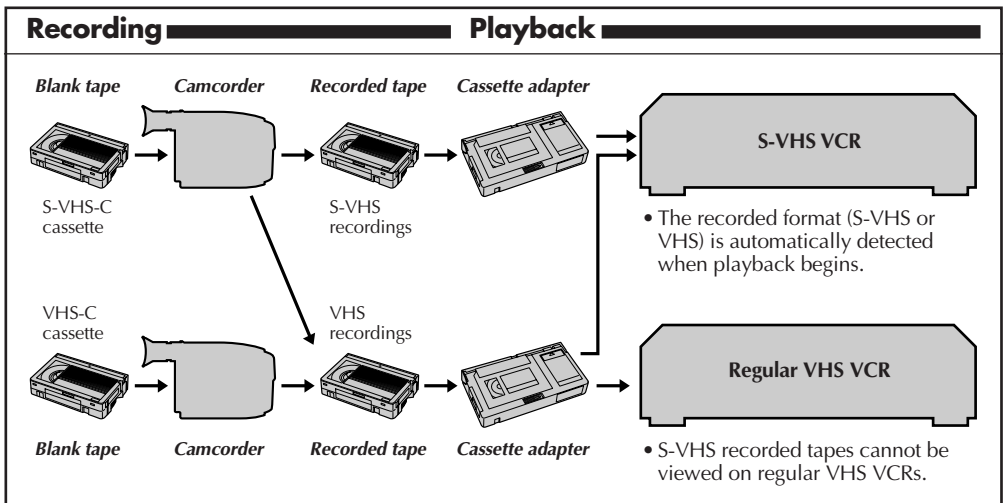 Recording
Playback
Blank tape
Camcorder
Recorded tape
Cassette adapter
S-VHS VCR
S-VHS-C
cassette
S-VHS
recordings
• The recorded format (S-VHS or
VHS) is automatically detected
when playback begins.
VHS-C
cassette
VHS
recordings
Regular VHS VCR
Blank tape
Camcorder
Recorded tape
Cassette adapter
• S-VHS recorded tapes cannot be
viewed on regular VHS VCRs.